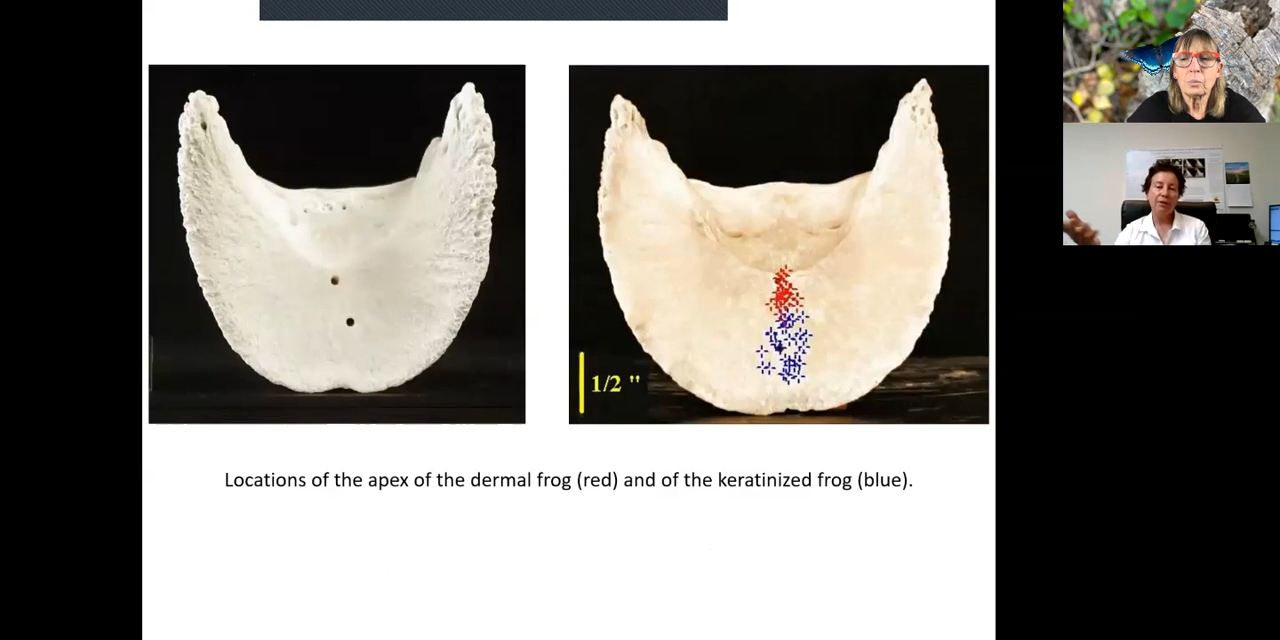 1/2 "
Locations of the apex of the dermal frog (red) and of the keratinized frog (blue).